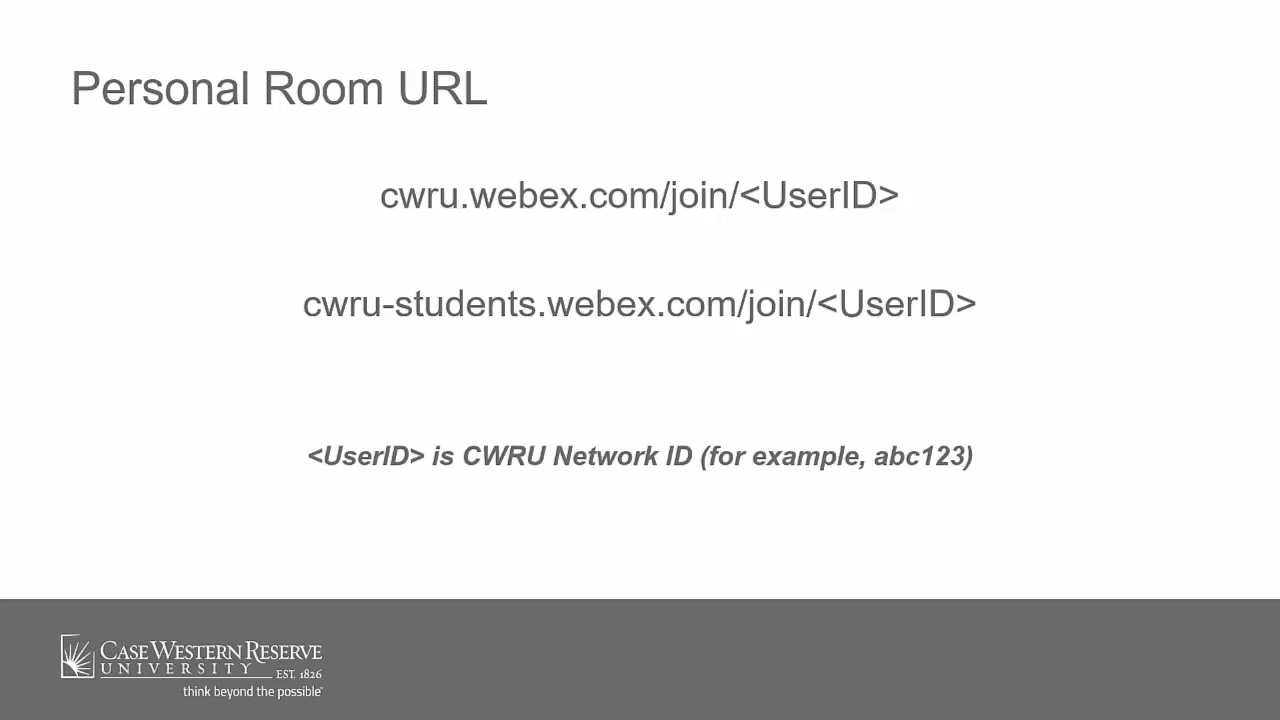 Personal Room URL
cwru.webex.com/join/<UserID>
cwru-students.webex.com/join/<UserID>
<UserID> is CWRU Network ID (for example, abc123)
CASE WESTERN RESERVE
UNIVERSITY
EST. 1826
think beyond the possible®